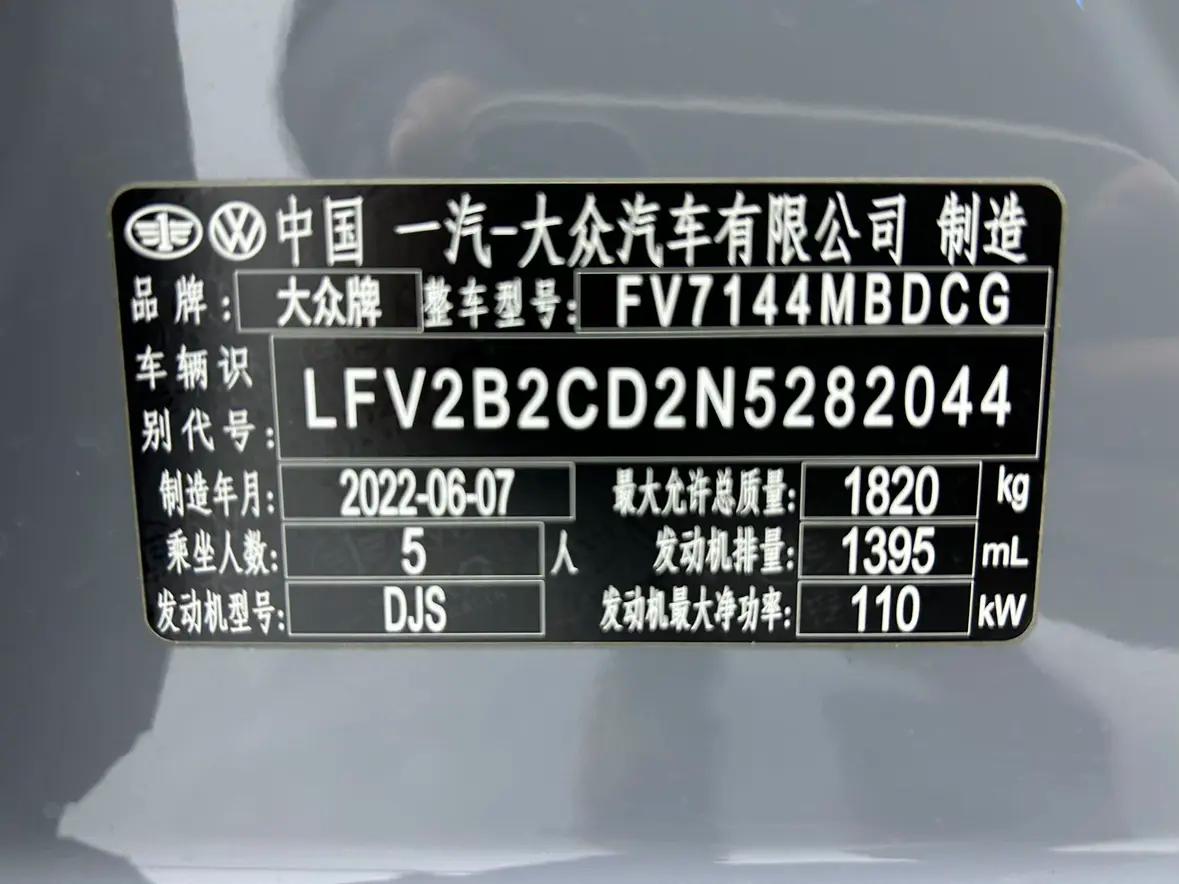 中国 一汽-大众汽车有限公司 制造
品牌: 大众牌 整车型号: FV7144MBDCG
车辆识别代号: LFV2B2CD2N5282044
制造年月: 2022-06-07 最大允许总质量: 1820 kg
乘坐人数: 5 人 发动机排量: 1395 mL
发动机型号: DJS 发动机最大净功率: 110 kW